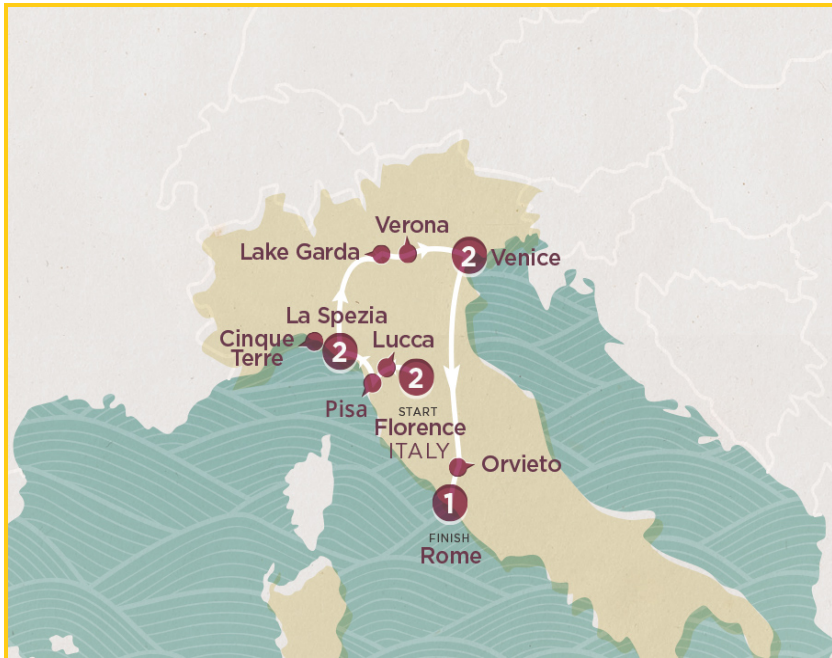 Verona
Lake Garda
2
Venice
La Spezia
Cinque
Terre
2
Lucca
2
Pisa
START
Florence
ITALY
Orvieto
1
FINISH
Rome